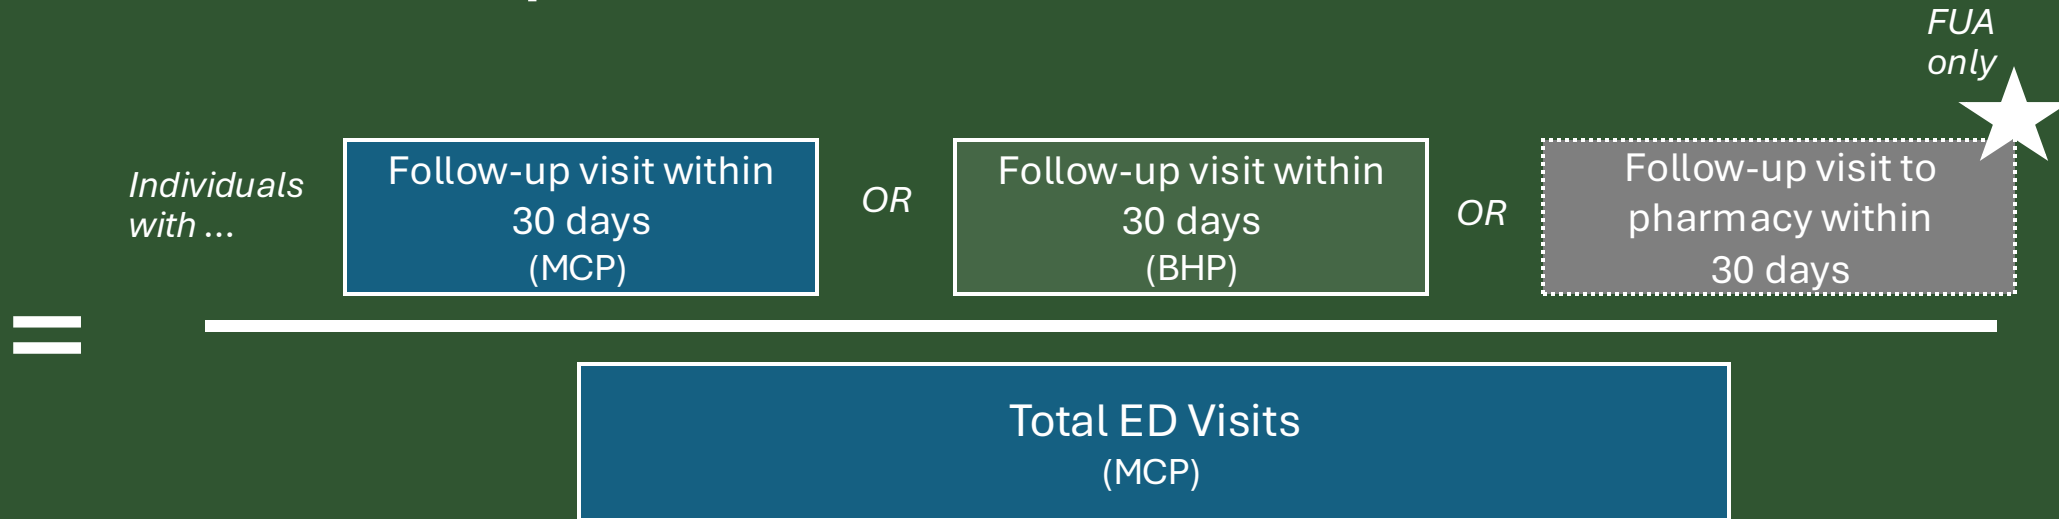 FUA
only
Individuals
with ...
Follow-up visit within
30 days
(MCP)
OR
Follow-up visit within
30 days
(BHP)
OR
Follow-up visit to
pharmacy within
30 days
=
Total ED Visits
(MCP)